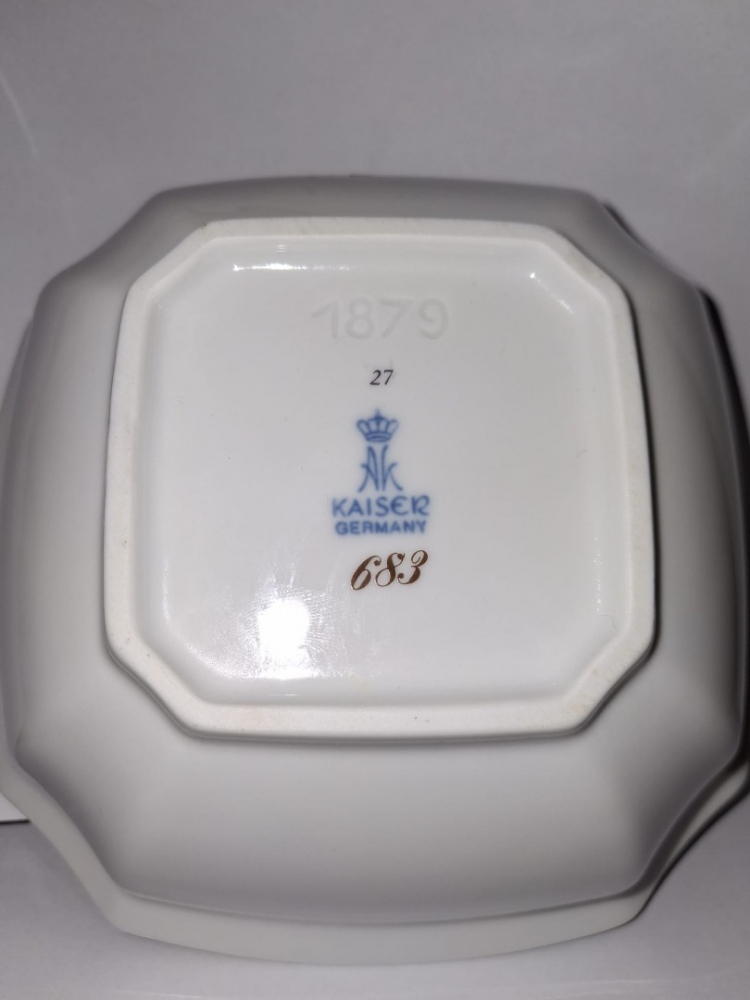 1879
27
AK
KAISER
GERMANY
683